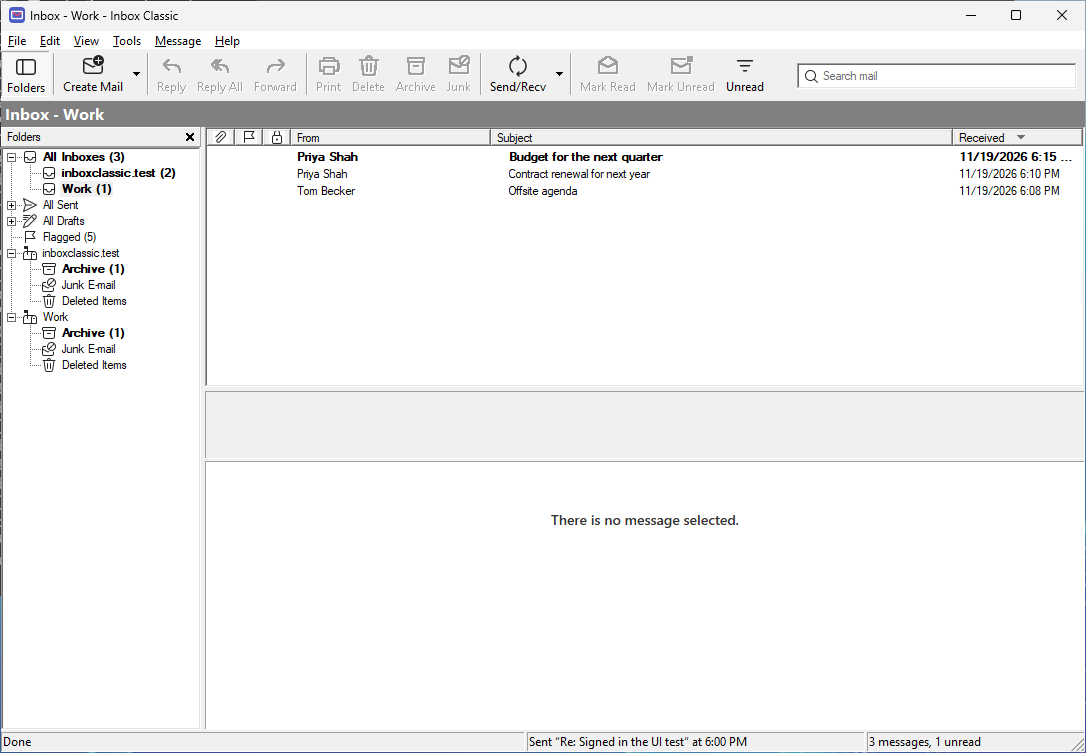 Inbox - Work - Inbox Classic
File Edit View Tools Message Help
Folders Create Mail Reply Reply All Forward Print Delete Archive Junk Send/Recv Mark Read Mark Unread Unread Search mail
Inbox - Work
Folders
From Subject Received
All Inboxes (3)
inboxclassic.test (2)
Work (1)
All Sent
All Drafts
Flagged (5)
inboxclassic.test
Archive (1)
Junk E-mail
Deleted Items
Work
Archive (1)
Junk E-mail
Deleted Items
Priya Shah Budget for the next quarter 11/19/2026 6:15 ...
Priya Shah Contract renewal for next year 11/19/2026 6:10 PM
Tom Becker Offsite agenda 11/19/2026 6:08 PM
There is no message selected.
Done Sent “Re: Signed in the UI test” at 6:00 PM 3 messages, 1 unread